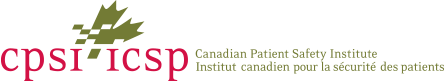 cpsi icsp
Canadian Patient Safety Institute
Institut canadien pour la sécurité des patients